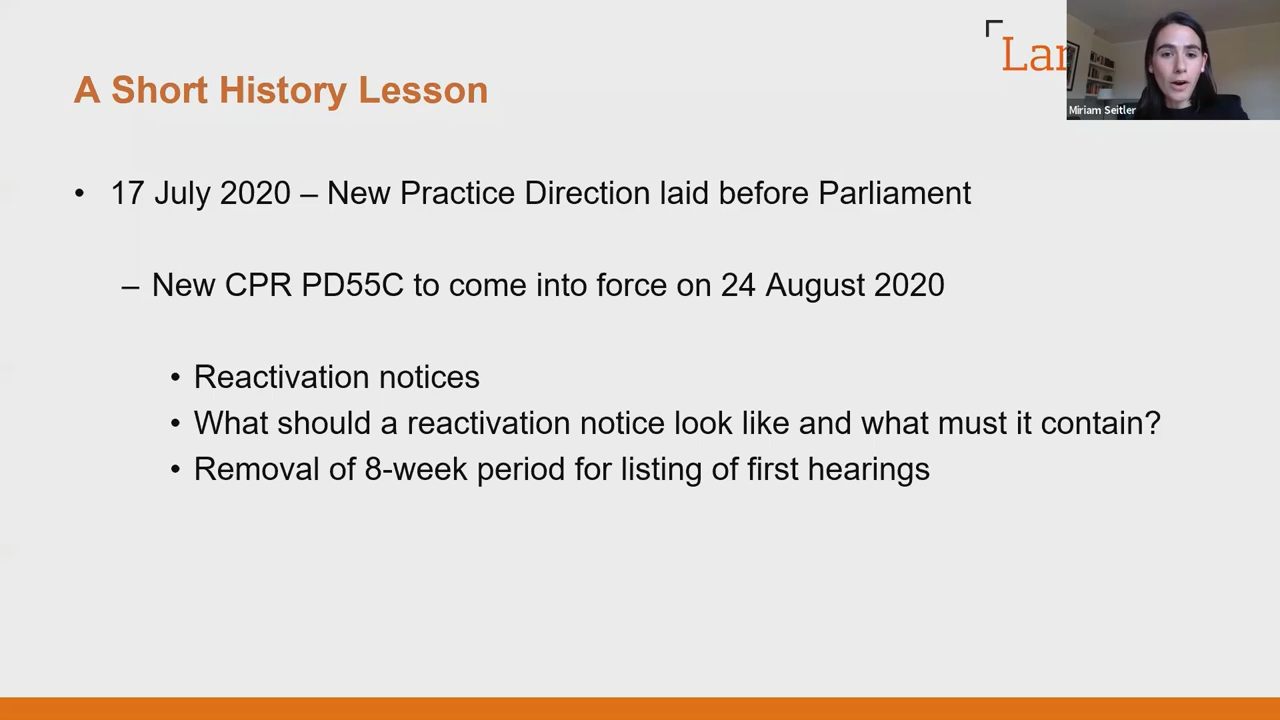 Lan
Miriam Seitler
A Short History Lesson
• 17 July 2020 – New Practice Direction laid before Parliament
– New CPR PD55C to come into force on 24 August 2020
• Reactivation notices
• What should a reactivation notice look like and what must it contain?
• Removal of 8-week period for listing of first hearings